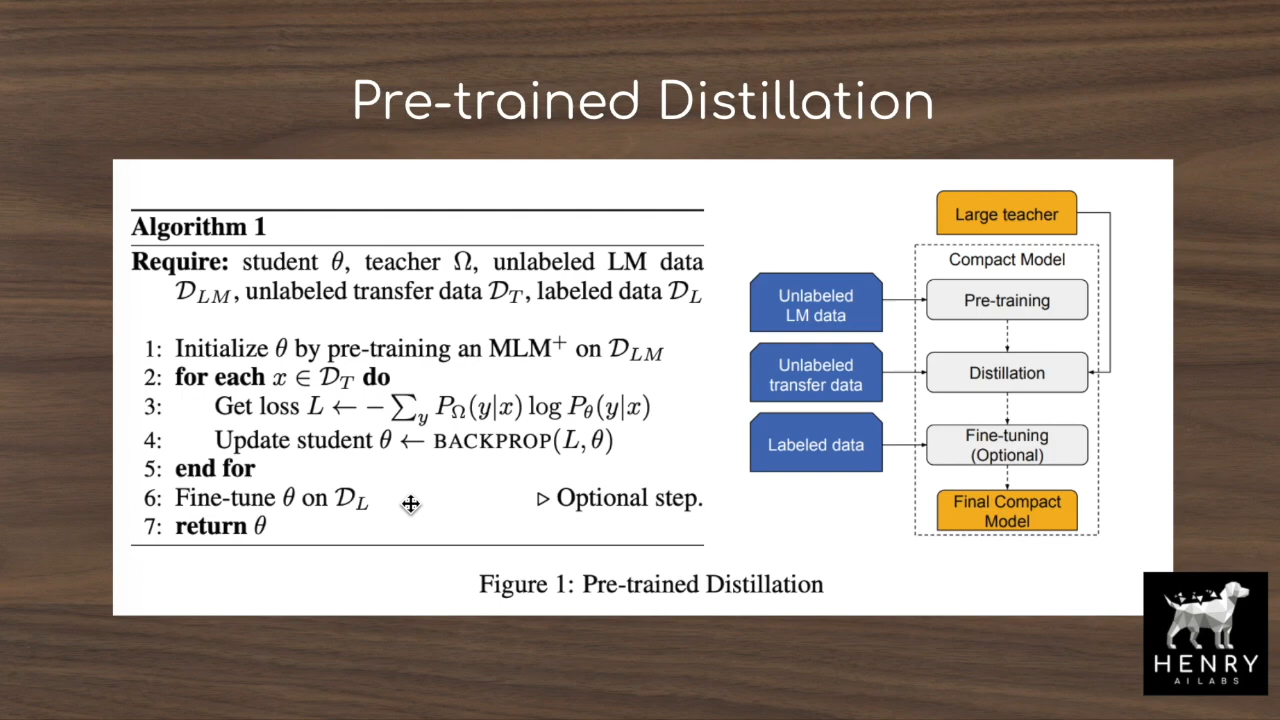 Pre-trained Distillation
Algorithm 1
Require: student θ, teacher Ω, unlabeled LM data
𝒟_LM, unlabeled transfer data 𝒟_T, labeled data 𝒟_L
1: Initialize θ by pre-training an MLM⁺ on 𝒟_LM
2: for each x ∈ 𝒟_T do
3: Get loss L ← − ∑_y P_Ω(y|x) log P_θ(y|x)
4: Update student θ ← BACKPROP(L, θ)
5: end for
6: Fine-tune θ on 𝒟_L ▷ Optional step.
7: return θ
Large teacher
Compact Model
Unlabeled
LM data
Pre-training
Unlabeled
transfer data
Distillation
Labeled data
Fine-tuning
(Optional)
Final Compact
Model
Figure 1: Pre-trained Distillation
HENRY
AI LABS